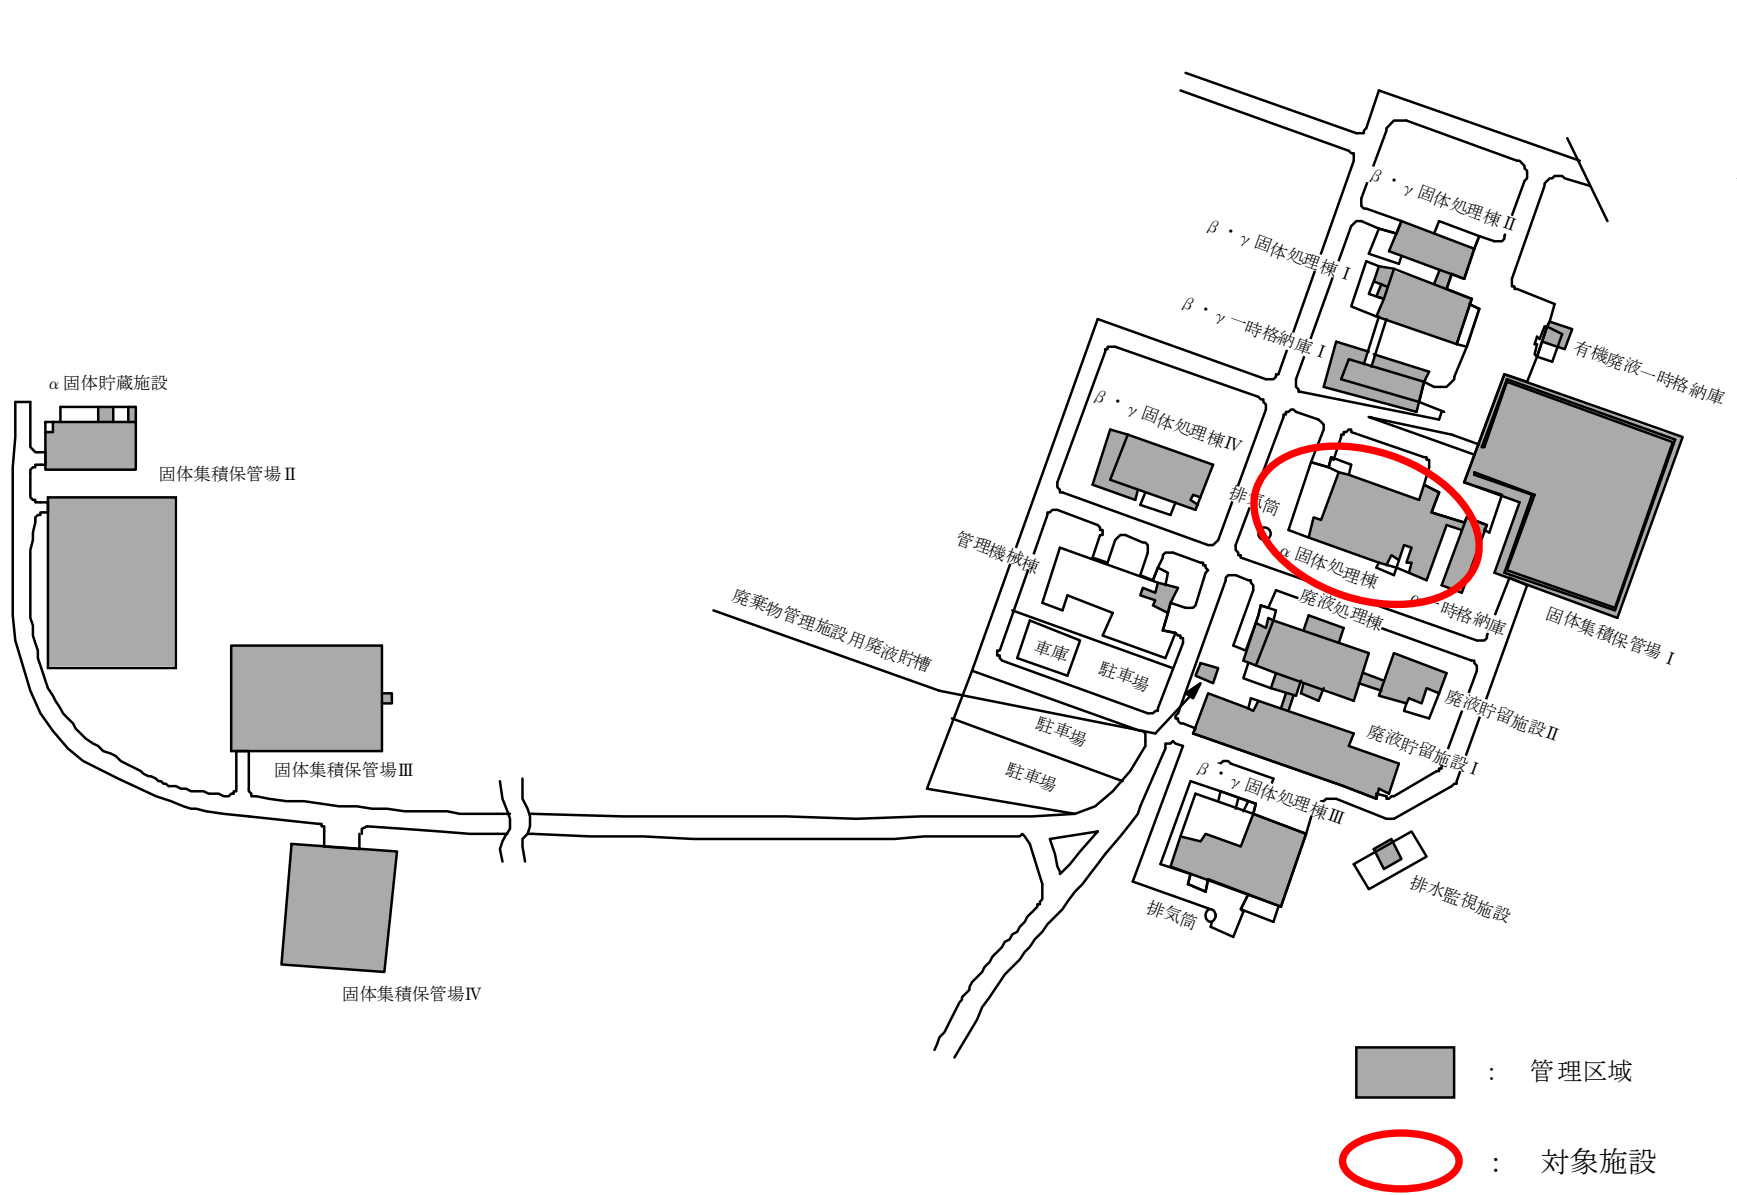 β・γ固体処理棟Ⅱ
β・γ固体処理棟Ⅰ
β・γ一時格納庫Ⅰ
有機廃液一時格納庫
α固体貯蔵施設
β・γ固体処理棟Ⅳ
固体集積保管場Ⅱ
排気筒
管理機械棟
α固体処理棟
α一時格納庫
廃液処理棟
固体集積保管場Ⅰ
廃棄物管理施設用廃液貯槽
車庫
駐車場
廃液貯留施設Ⅱ
駐車場
廃液貯留施設Ⅰ
固体集積保管場Ⅲ
駐車場
β・γ固体処理棟Ⅲ
排水監視施設
排気筒
固体集積保管場Ⅳ
： 管理区域
： 対象施設